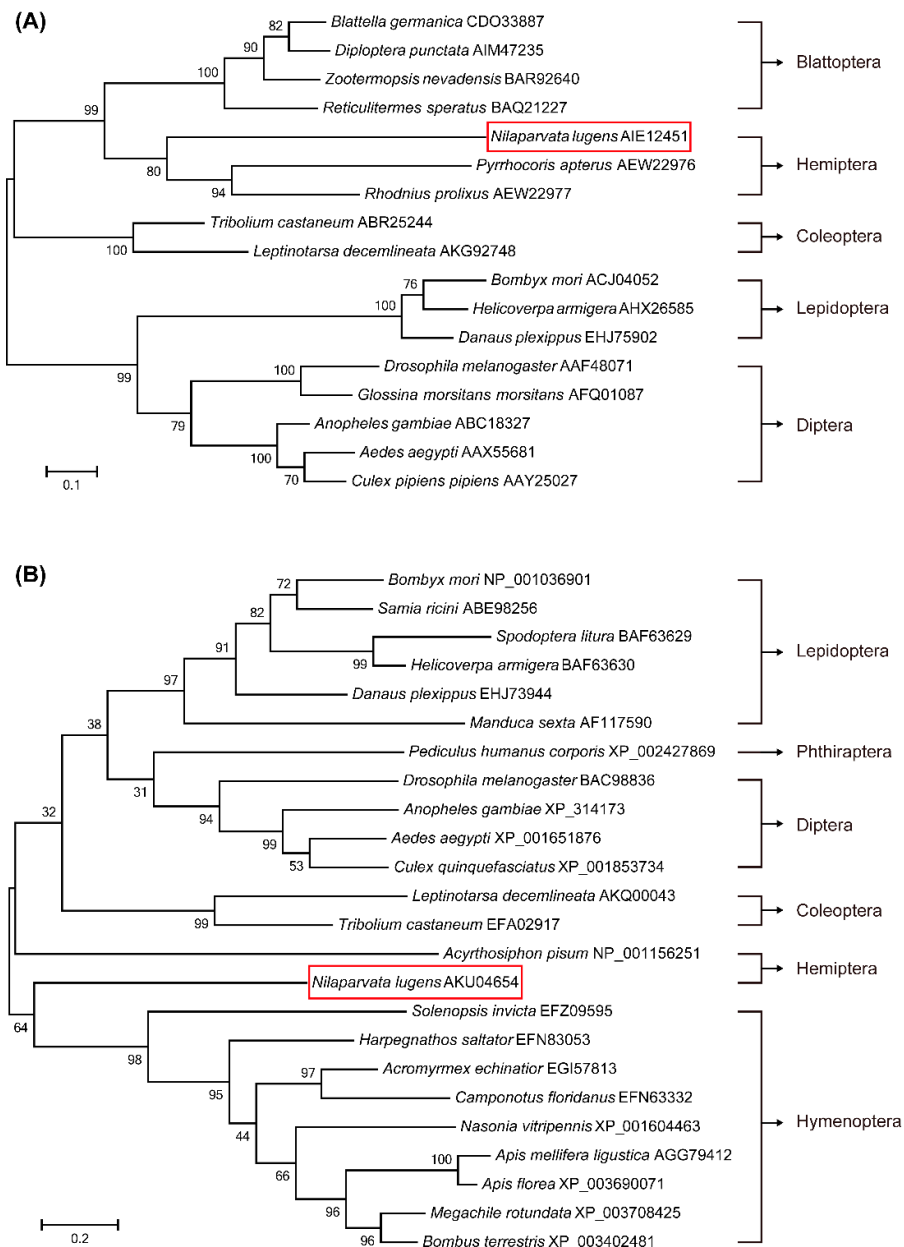 (A)
Blattella germanica CDO33887
82
Diploptera punctata AIM47235
90
Zootermopsis nevadensis BAR92640
Blattoptera
100
Reticulitermes speratus BAQ21227
99
Nilaparvata lugens AIE12451
80
Pyrrhocoris apterus AEW22976
Hemiptera
94
Rhodnius prolixus AEW22977
Tribolium castaneum ABR25244
Coleoptera
100
Leptinotarsa decemlineata AKG92748
Bombyx mori ACJ04052
76
Helicoverpa armigera AHX26585
Lepidoptera
100
Danaus plexippus EHJ75902
99
Drosophila melanogaster AAF48071
100
Glossina morsitans morsitans AFQ01087
79
Anopheles gambiae ABC18327
Diptera
100
Aedes aegypti AAX55681
70
Culex pipiens pipiens AAY25027
0.1
(B)
Bombyx mori NP_001036901
72
Samia ricini ABE98256
82
Spodoptera litura BAF63629
91
99
Helicoverpa armigera BAF63630
Lepidoptera
97
Danaus plexippus EHJ73944
38
Manduca sexta AF117590
Pediculus humanus corporis XP_002427869
Phthiraptera
31
Drosophila melanogaster BAC98836
32
94
Anopheles gambiae XP_314173
Diptera
99
Aedes aegypti XP_001651876
53
Culex quinquefasciatus XP_001853734
Leptinotarsa decemlineata AKQ00043
Coleoptera
99
Tribolium castaneum EFA02917
Acyrthosiphon pisum NP_001156251
Hemiptera
Nilaparvata lugens AKU04654
64
Solenopsis invicta EFZ09595
98
Harpegnathos saltator EFN83053
95
Acromyrmex echinatior EGI57813
97
Camponotus floridanus EFN63332
44
Nasonia vitripennis XP_001604463
Hymenoptera
66
Apis mellifera ligustica AGG79412
100
Apis florea XP_003690071
96
Megachile rotundata XP_003708425
96
Bombus terrestris XP_003402481
0.2